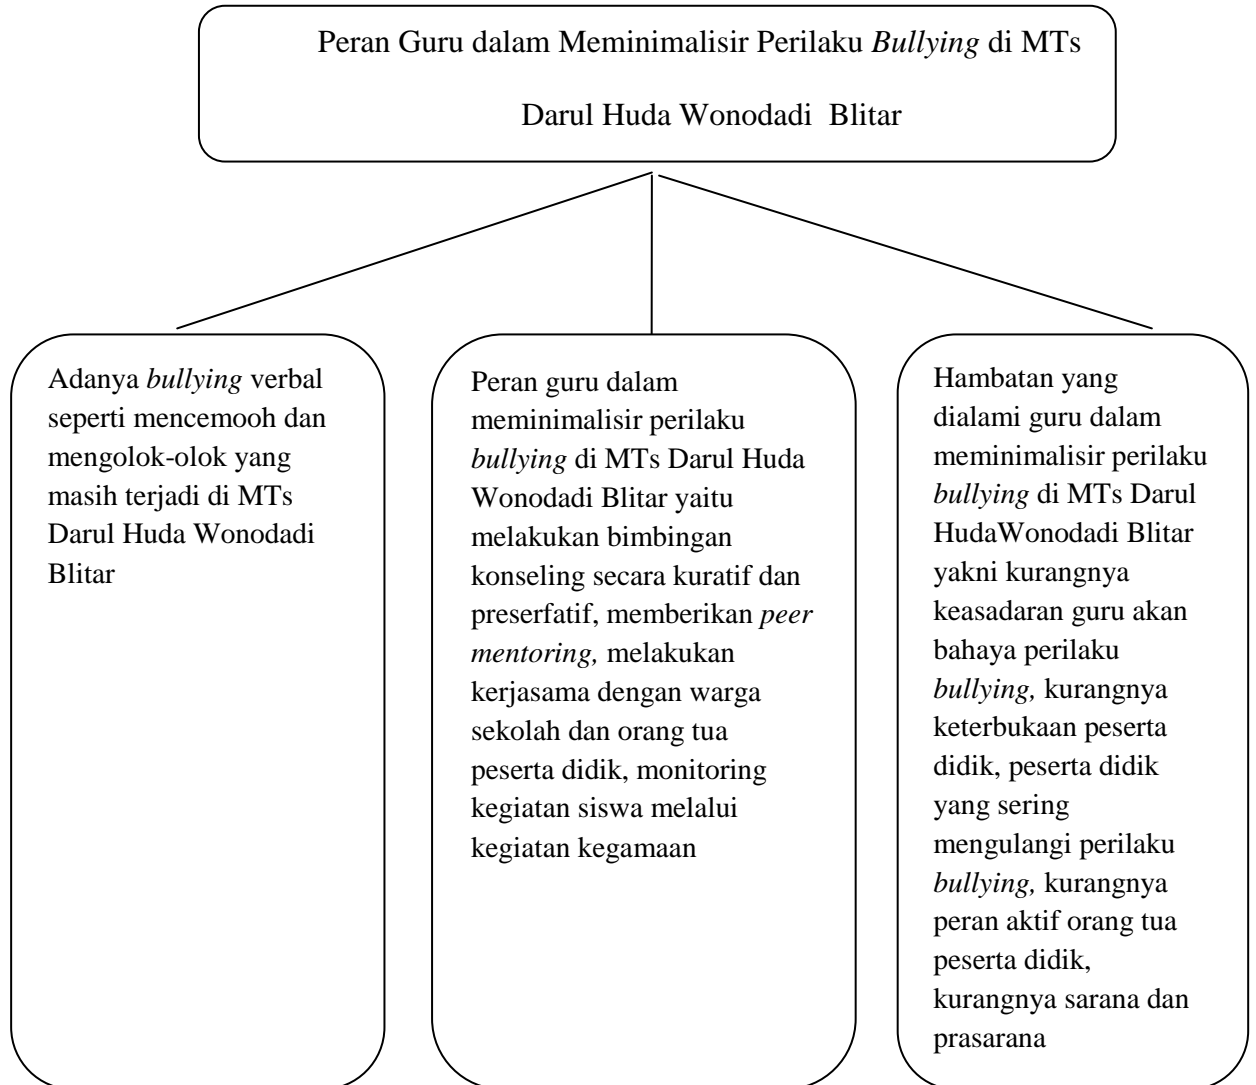 Peran Guru dalam Meminimalisir Perilaku Bullying di MTs
Darul Huda Wonodadi Blitar
Adanya bullying verbal
seperti mencemooh dan
mengolok-olok yang
masih terjadi di MTs
Darul Huda Wonodadi
Blitar
Peran guru dalam
meminimalisir perilaku
bullying di MTs Darul Huda
Wonodadi Blitar yaitu
melakukan bimbingan
konseling secara kuratif dan
preserfatif, memberikan peer
mentoring, melakukan
kerjasama dengan warga
sekolah dan orang tua
peserta didik, monitoring
kegiatan siswa melalui
kegiatan kegamaan
Hambatan yang
dialami guru dalam
meminimalisir perilaku
bullying di MTs Darul
HudaWonodadi Blitar
yakni kurangnya
keasadaran guru akan
bahaya perilaku
bullying, kurangnya
keterbukaan peserta
didik, peserta didik
yang sering
mengulangi perilaku
bullying, kurangnya
peran aktif orang tua
peserta didik,
kurangnya sarana dan
prasarana